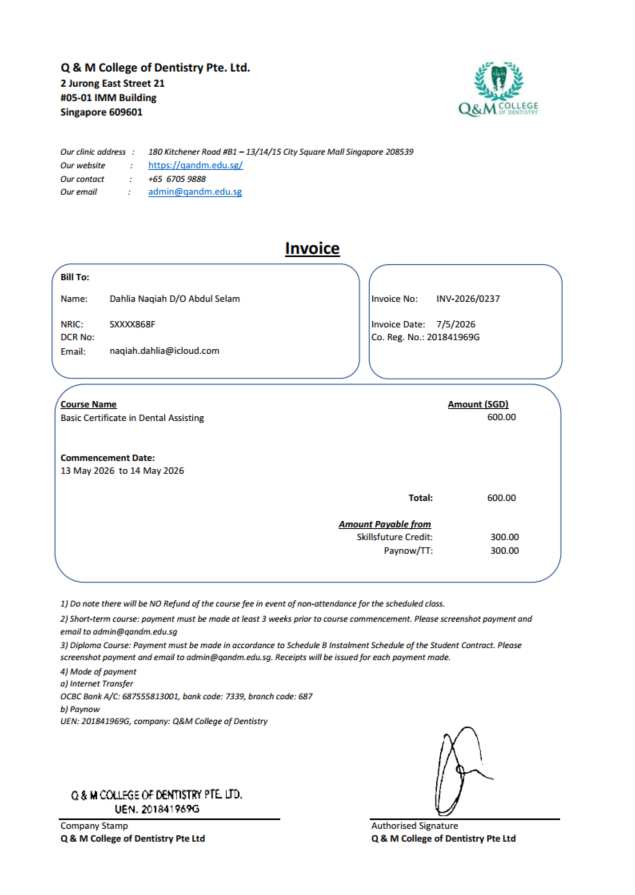 Q & M College of Dentistry Pte. Ltd.
2 Jurong East Street 21
#05-01 IMM Building
Singapore 609601
Q&M COLLEGE OF DENTISTRY
Our clinic address : 180 Kitchener Road #B1 – 13/14/15 City Square Mall Singapore 208539
Our website : https://qandm.edu.sg/
Our contact : +65 6705 9888
Our email : admin@qandm.edu.sg
Invoice
Bill To:
Name: Dahlia Naqiah D/O Abdul Selam
Invoice No: INV-2026/0237
NRIC: SXXXX868F
Invoice Date: 7/5/2026
DCR No:
Co. Reg. No.: 201841969G
Email: naqiah.dahlia@icloud.com
Course Name Amount (SGD)
Basic Certificate in Dental Assisting 600.00
Commencement Date:
13 May 2026 to 14 May 2026
Total: 600.00
Amount Payable from
Skillsfuture Credit: 300.00
Paynow/TT: 300.00
1) Do note there will be NO Refund of the course fee in event of non-attendance for the scheduled class.
2) Short-term course: payment must be made at least 3 weeks prior to course commencement. Please screenshot payment and
email to admin@qandm.edu.sg
3) Diploma Course: Payment must be made in accordance to Schedule B Instalment Schedule of the Student Contract. Please
screenshot payment and email to admin@qandm.edu.sg. Receipts will be issued for each payment made.
4) Mode of payment
a) Internet Transfer
OCBC Bank A/C: 687555813001, bank code: 7339, branch code: 687
b) Paynow
UEN: 201841969G, company: Q&M College of Dentistry
Q & M COLLEGE OF DENTISTRY PTE. LTD.
UEN. 201841969G
Company Stamp Authorised Signature
Q & M College of Dentistry Pte Ltd Q & M College of Dentistry Pte Ltd